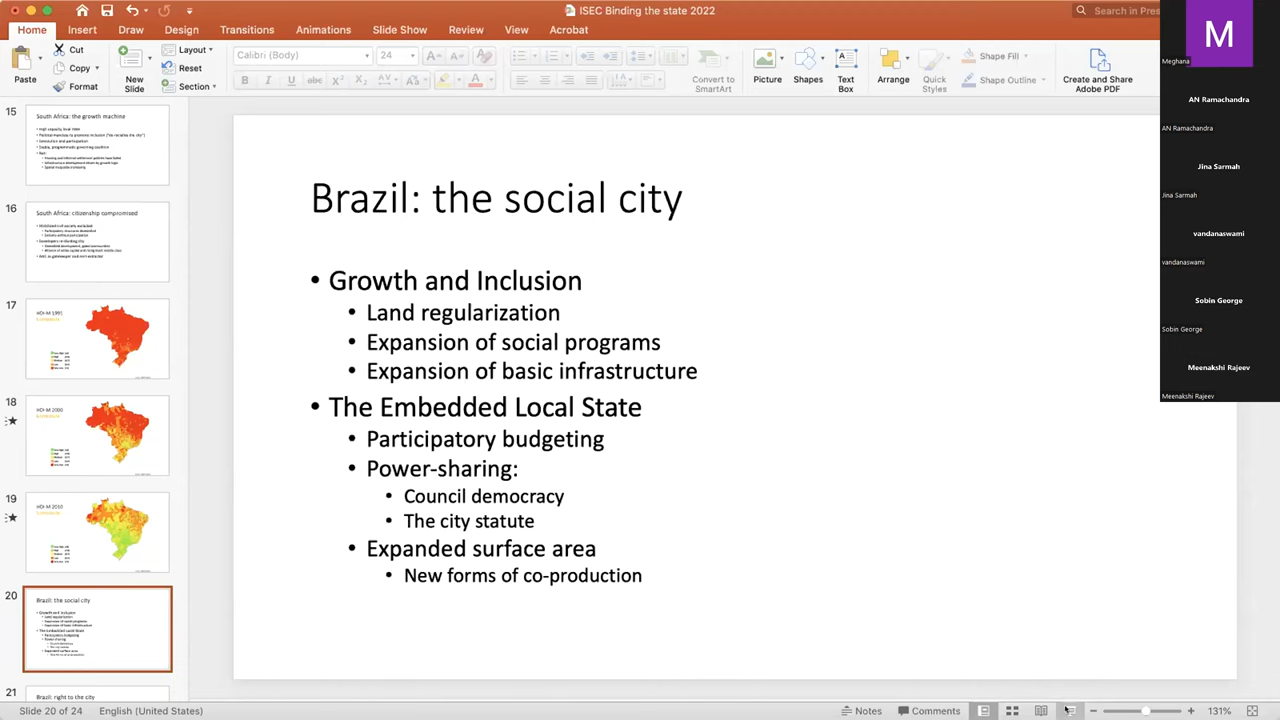 ISEC Binding the state 2022
Search in Pres
Home
Insert
Draw
Design
Transitions
Animations
Slide Show
Review
View
Acrobat
Paste
Cut
Copy
Format
New Slide
Layout
Reset
Section
Calibri (Body)
24
Convert to SmartArt
Picture
Shapes
Text Box
Arrange
Quick Styles
Shape Fill
Shape Outline
Create and Share Adobe PDF
M
Meghana
AN Ramachandra
AN Ramachandra
Jina Sarmah
Jina Sarmah
vandanaswami
vandanaswami
Sobin George
Sobin George
Meenakshi Rajeev
Meenakshi Rajeev
15
South Africa: the growth machine
16
South Africa: citizenship compromised
17
HDI-M 1991
18
HDI-M 2000
19
HDI-M 2010
20
Brazil: the social city
21
Brazil: right to the city
Brazil: the social city
• Growth and Inclusion
• Land regularization
• Expansion of social programs
• Expansion of basic infrastructure
• The Embedded Local State
• Participatory budgeting
• Power-sharing:
• Council democracy
• The city statute
• Expanded surface area
• New forms of co-production
Slide 20 of 24
English (United States)
Notes
Comments
131%